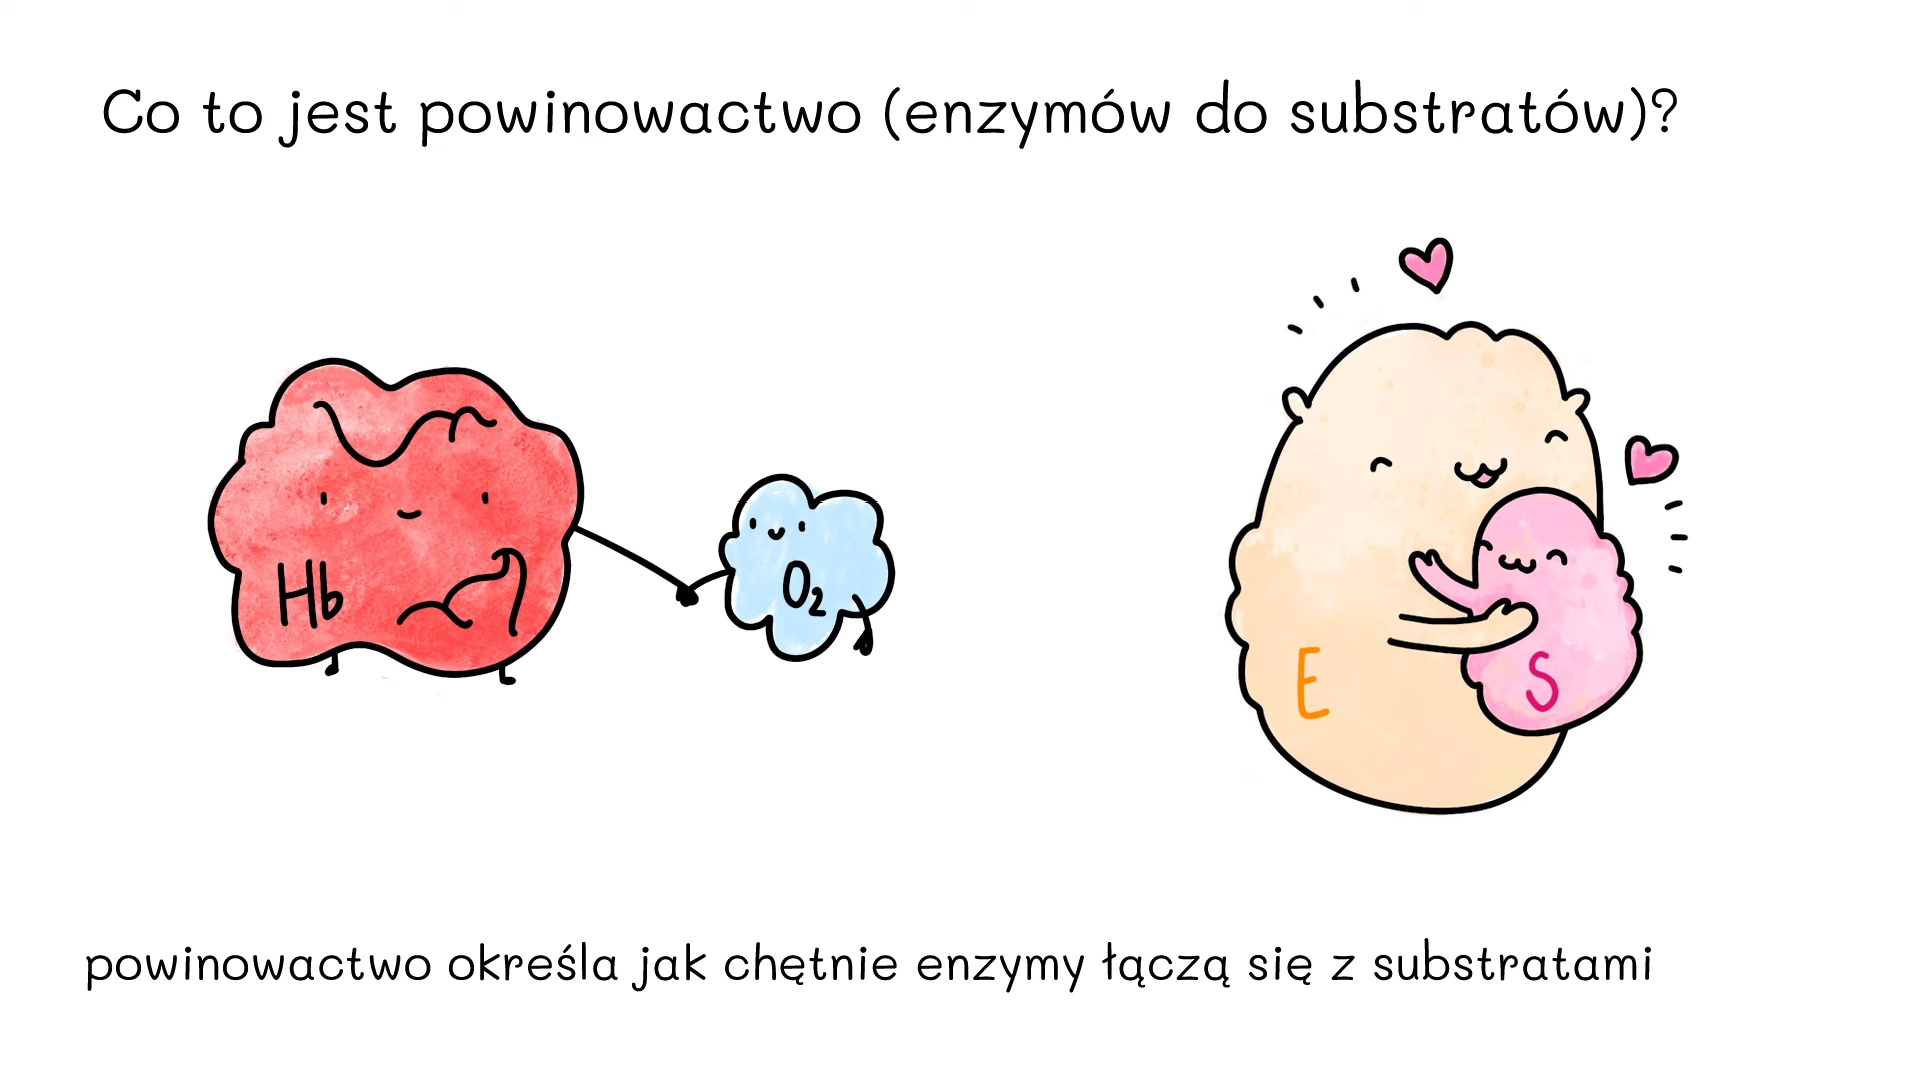 Co to jest powinowactwo (enzymów do substratów)?
Hb
O₂
E
S
powinowactwo określa jak chętnie enzymy łączą się z substratami